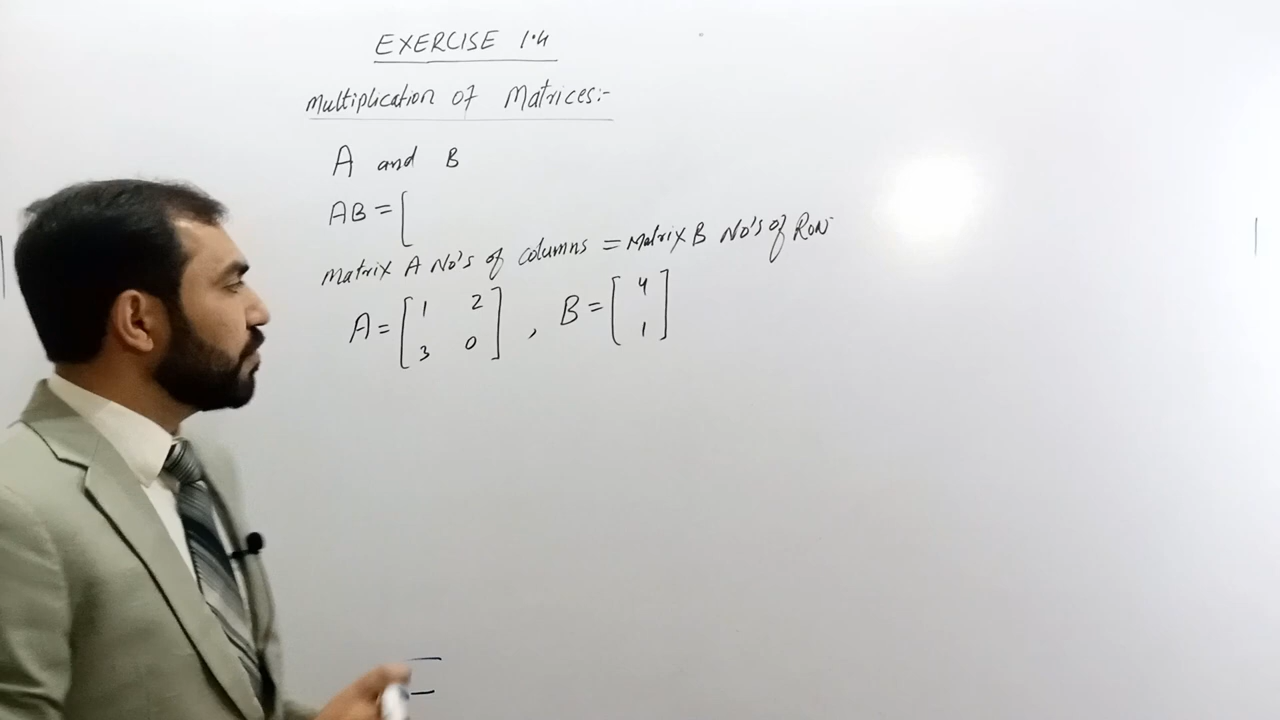 EXERCISE 1.4
Multiplication of Matrices:-
A and B
AB = [
Matrix A No's of columns = Matrix B No's of Row
A = [1 2
3 0] , B = [4
1]
=